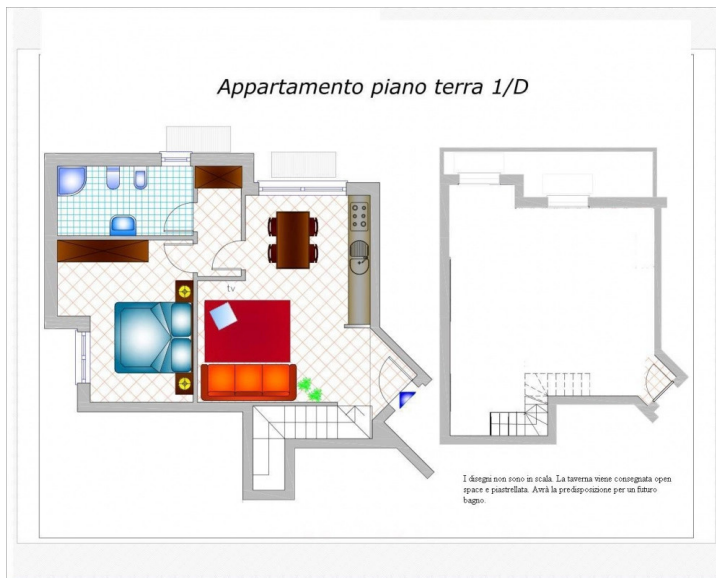 Appartamento piano terra 1/D
tv
I disegni non sono in scala. La taverna viene consegnata open
space e piastrellata. Avrà la predisposizione per un futuro
bagno.